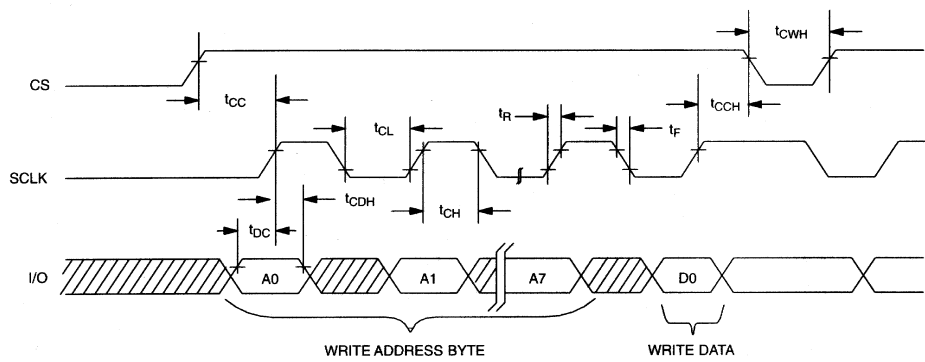 tCWH
CS
tCC
tCCH
tR
tF
tCL
SCLK
tCDH
tCH
tDC
I/O
A0
A1
A7
D0
WRITE ADDRESS BYTE
WRITE DATA